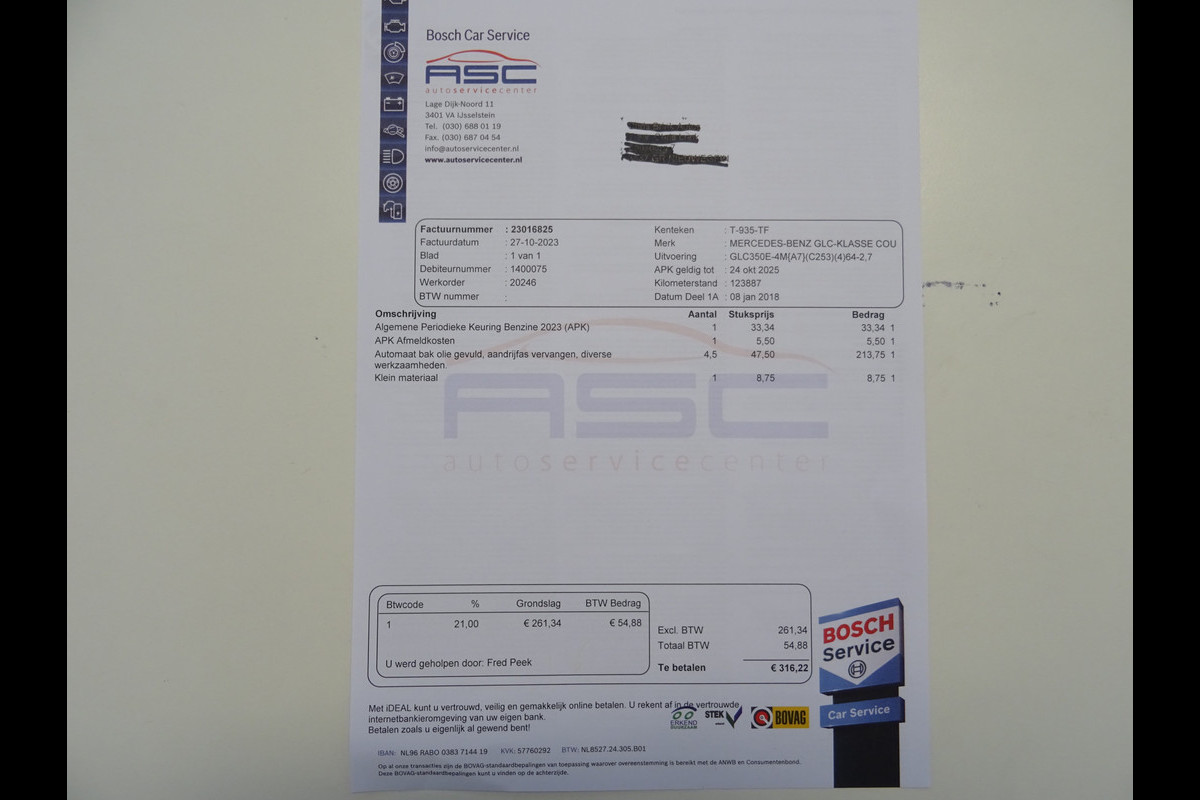 Bosch Car Service
ASC
autoservicecenter
Lage Dijk-Noord 11
3401 VA IJsselstein
Tel. (030) 688 01 19
Fax. (030) 687 04 54
info@autoservicecenter.nl
www.autoservicecenter.nl
Factuurnummer : 23016825
Factuurdatum : 27-10-2023
Blad : 1 van 1
Debiteurnummer : 1400075
Werkorder : 20246
BTW nummer :
Kenteken : T-935-TF
Merk : MERCEDES-BENZ GLC-KLASSE COU
Uitvoering : GLC350E-4M{A7}(C253)(4)64-2,7
APK geldig tot : 24 okt 2025
Kilometerstand : 123887
Datum Deel 1A : 08 jan 2018
Omschrijving Aantal Stuksprijs Bedrag
Algemene Periodieke Keuring Benzine 2023 (APK) 1 33,34 33,34 1
APK Afmeldkosten 1 5,50 5,50 1
Automaat bak olie gevuld, aandrijfas vervangen, diverse 4,5 47,50 213,75 1
werkzaamheden.
Klein materiaal 1 8,75 8,75 1
ASC
autoservicecenter
Btwcode % Grondslag BTW Bedrag
1 21,00 € 261,34 € 54,88
U werd geholpen door: Fred Peek
Excl. BTW 261,34
Totaal BTW 54,88
Te betalen € 316,22
BOSCH
Service
Car Service
Met iDEAL kunt u vertrouwd, veilig en gemakkelijk online betalen. U rekent af in de vertrouwde
internetbankieromgeving van uw eigen bank.
Betalen zoals u eigenlijk al gewend bent!
ERKEND
DUURZAAM
STEK
BOVAG
IBAN: NL96 RABO 0383 7144 19 KVK: 57760292 BTW: NL8527.24.305.B01
Op al onze transacties zijn de BOVAG-standaardbepalingen van toepassing waarover overeenstemming is bereikt met de ANWB en Consumentenbond.
Deze BOVAG-standaardbepalingen kunt u vinden op de achterzijde.